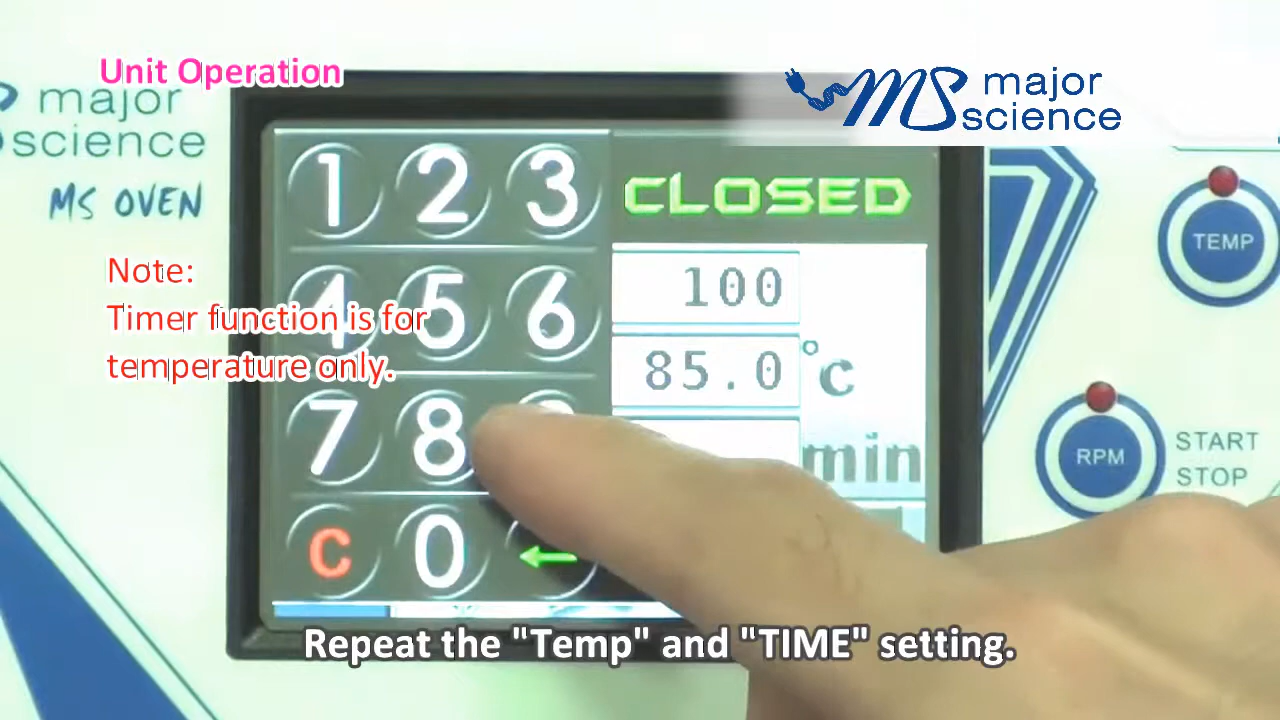 Unit Operation
major
science
major
science
MS OVEN
Note:
Timer function is for
temperature only.
1 2 3
4 5 6
7 8
C 0
CLOSED
100
85.0 °C
min
TEMP
RPM
START
STOP
Repeat the "Temp" and "TIME" setting.